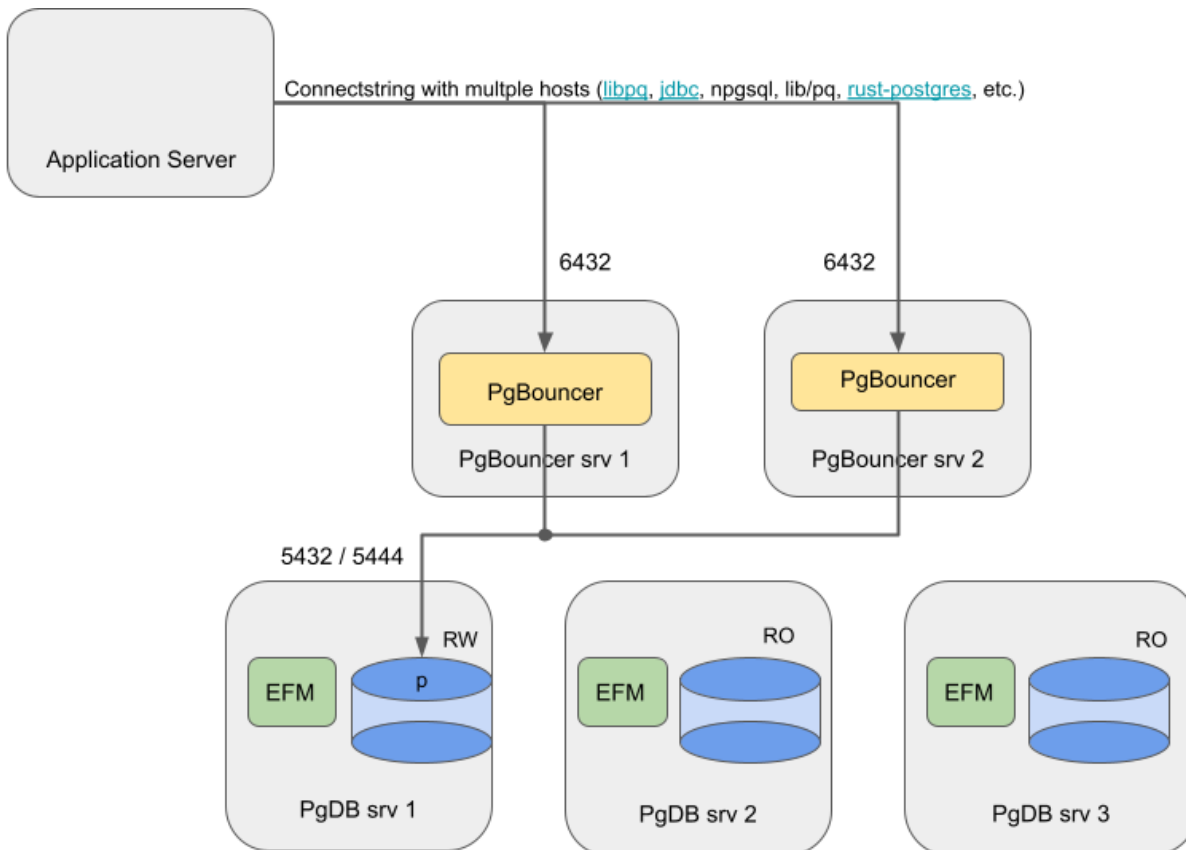 Connectstring with multple hosts (libpq, jdbc, npgsql, lib/pq, rust-postgres, etc.)
Application Server
6432
6432
PgBouncer
PgBouncer
PgBouncer srv 1
PgBouncer srv 2
5432 / 5444
RW
RO
RO
EFM
p
EFM
EFM
PgDB srv 1
PgDB srv 2
PgDB srv 3